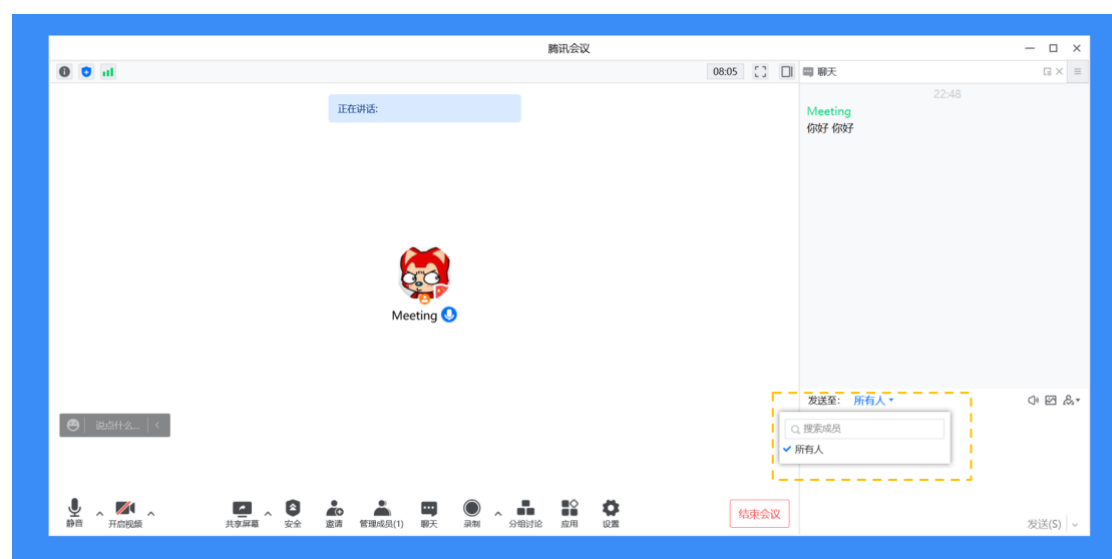 腾讯会议
08:05
聊天
正在讲话:
22:48
Meeting
你好 你好
Meeting
发送至: 所有人
搜索成员
所有人
说点什么...
静音
开启视频
共享屏幕
安全
邀请
管理成员(1)
聊天
录制
分组讨论
应用
设置
结束会议
发送(S)